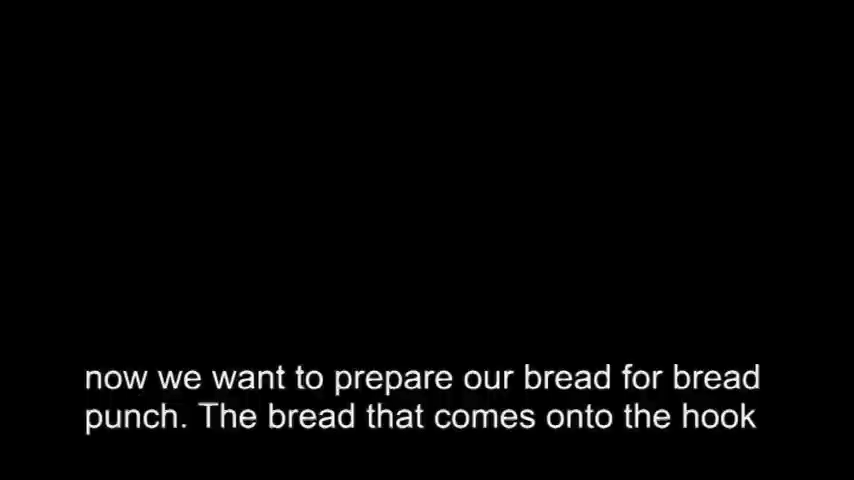 now we want to prepare our bread for bread
punch. The bread that comes onto the hook